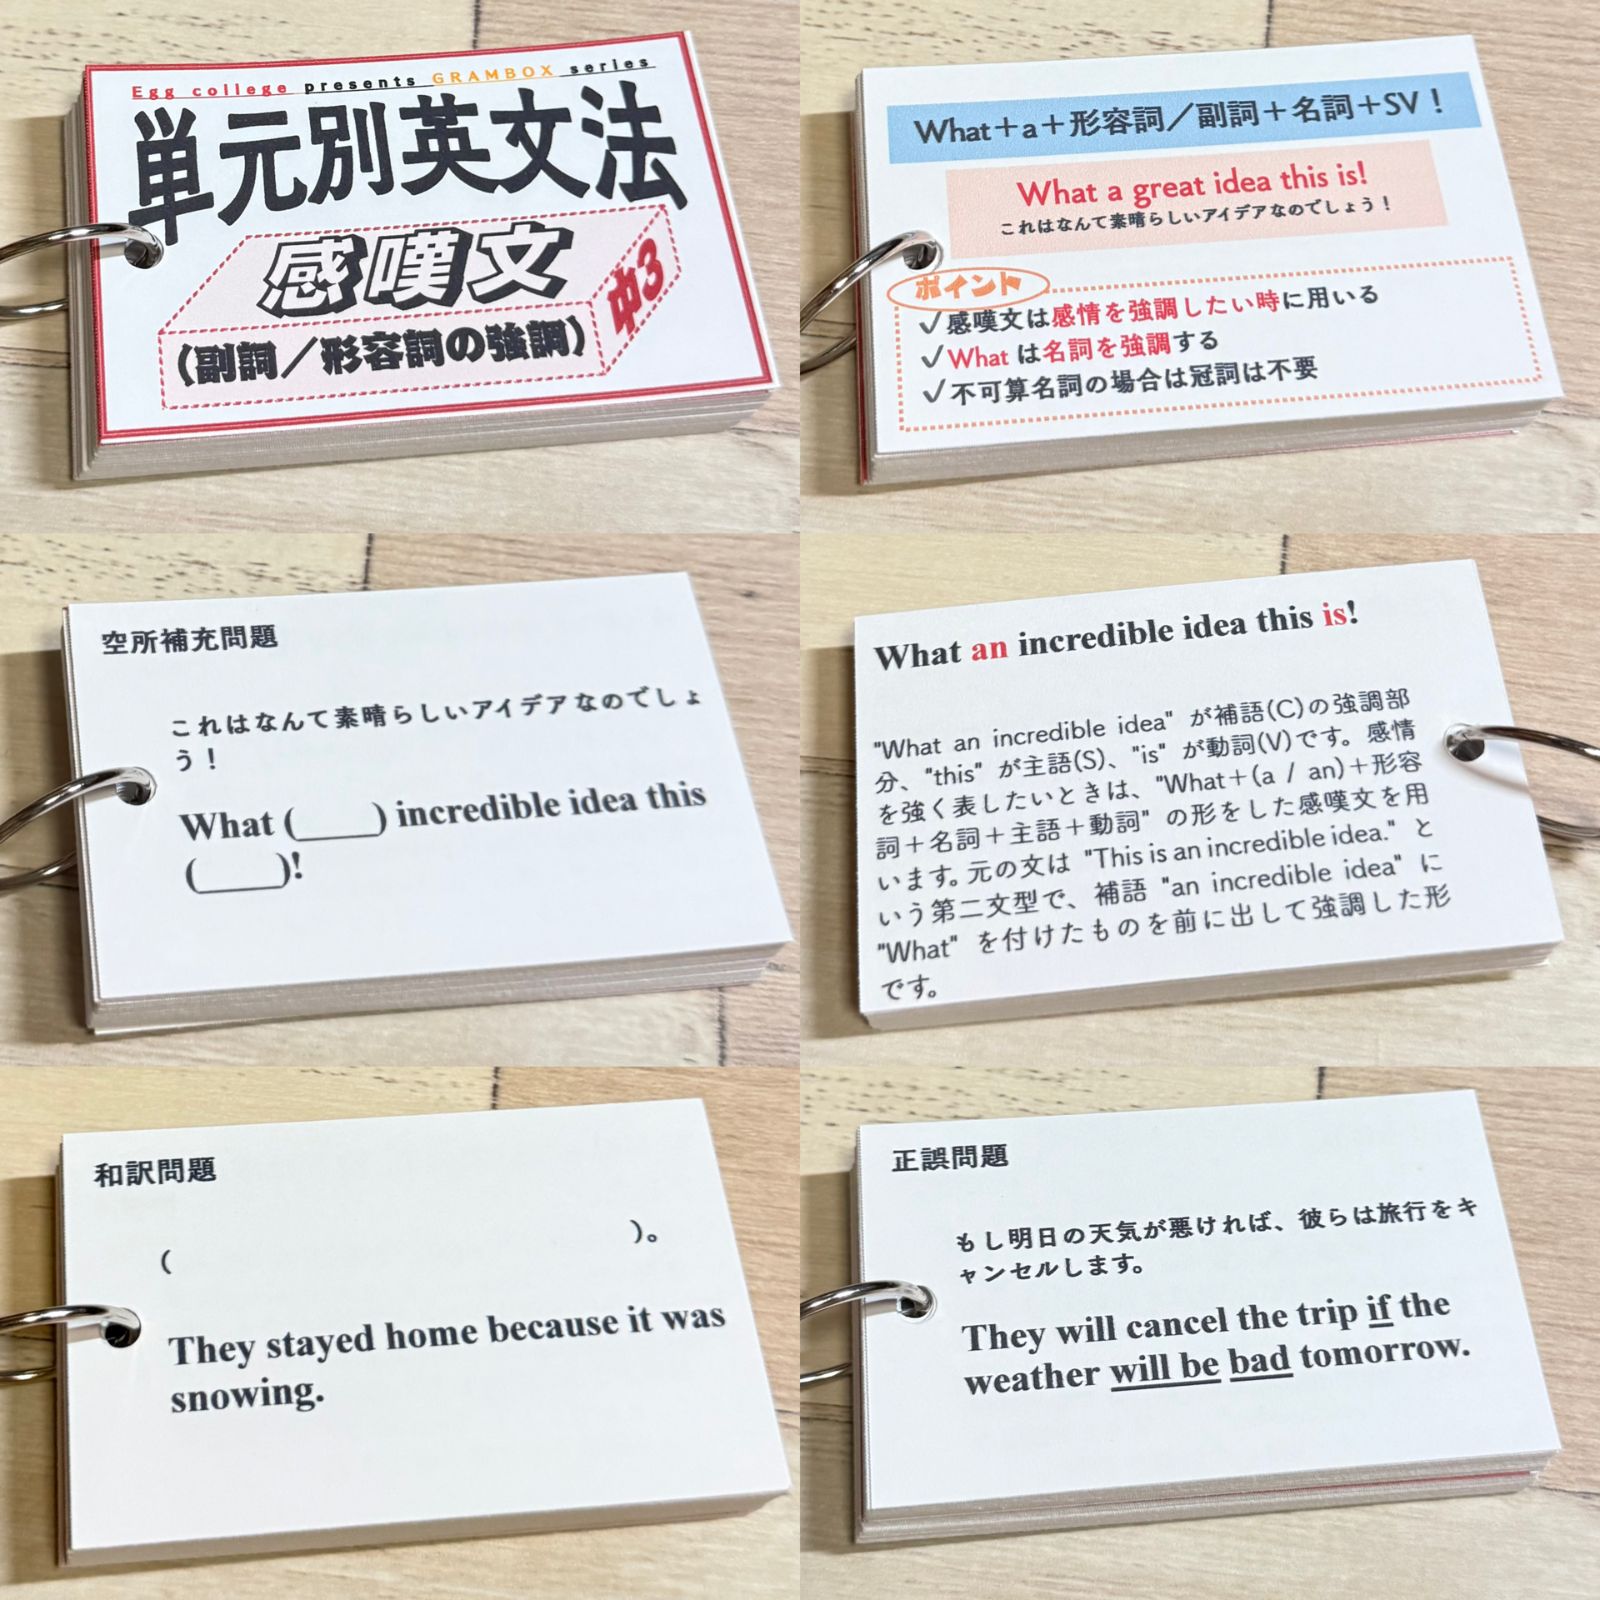 Egg college presents GRAMBOX series
単元別英文法
感嘆文
(副詞／形容詞の強調)
中3
What＋a＋形容詞／副詞＋名詞＋SV！
What a great idea this is!
これはなんて素晴らしいアイデアなのでしょう！
ポイント
✓感嘆文は感情を強調したい時に用いる
✓What は名詞を強調する
✓不可算名詞の場合は冠詞は不要
空所補充問題
これはなんて素晴らしいアイデアなのでしょ
う！
What (____) incredible idea this
(____)!
What an incredible idea this is!
"What an incredible idea" が補語(C)の強調部
分、"this" が主語(S)、"is" が動詞(V)です。感情
を強く表したいときは、"What＋(a / an)＋形容
詞＋名詞＋主語＋動詞" の形をした感嘆文を用
います。元の文は "This is an incredible idea." と
いう第二文型で、補語 "an incredible idea" に
"What" を付けたものを前に出して強調した形
です。
和訳問題
(                    )。
They stayed home because it was
snowing.
正誤問題
もし明日の天気が悪ければ、彼らは旅行をキ
ャンセルします。
They will cancel the trip if the
weather will be bad tomorrow.